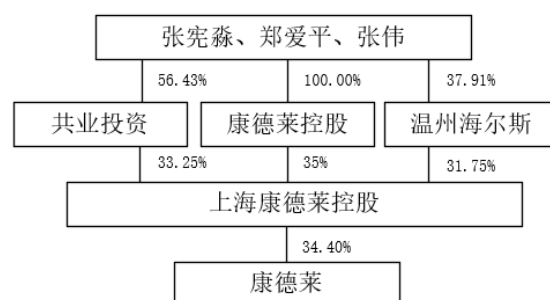 张宪淼、郑爱平、张伟
56.43%
100.00%
37.91%
共业投资
康德莱控股
温州海尔斯
33.25%
35%
31.75%
上海康德莱控股
34.40%
康德莱